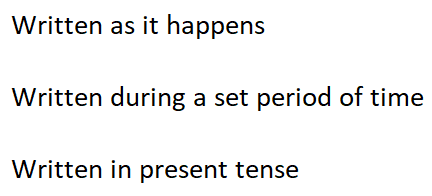 Written as it happens
Written during a set period of time
Written in present tense